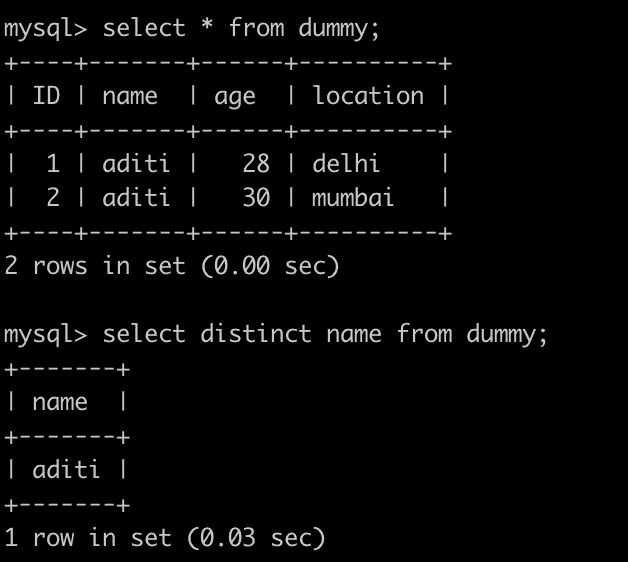 mysql> select * from dummy;
+----+-------+------+----------+
| ID | name  | age  | location |
+----+-------+------+----------+
|  1 | aditi |   28 | delhi    |
|  2 | aditi |   30 | mumbai   |
+----+-------+------+----------+
2 rows in set (0.00 sec)
mysql> select distinct name from dummy;
+-------+
| name  |
+-------+
| aditi |
+-------+
1 row in set (0.03 sec)